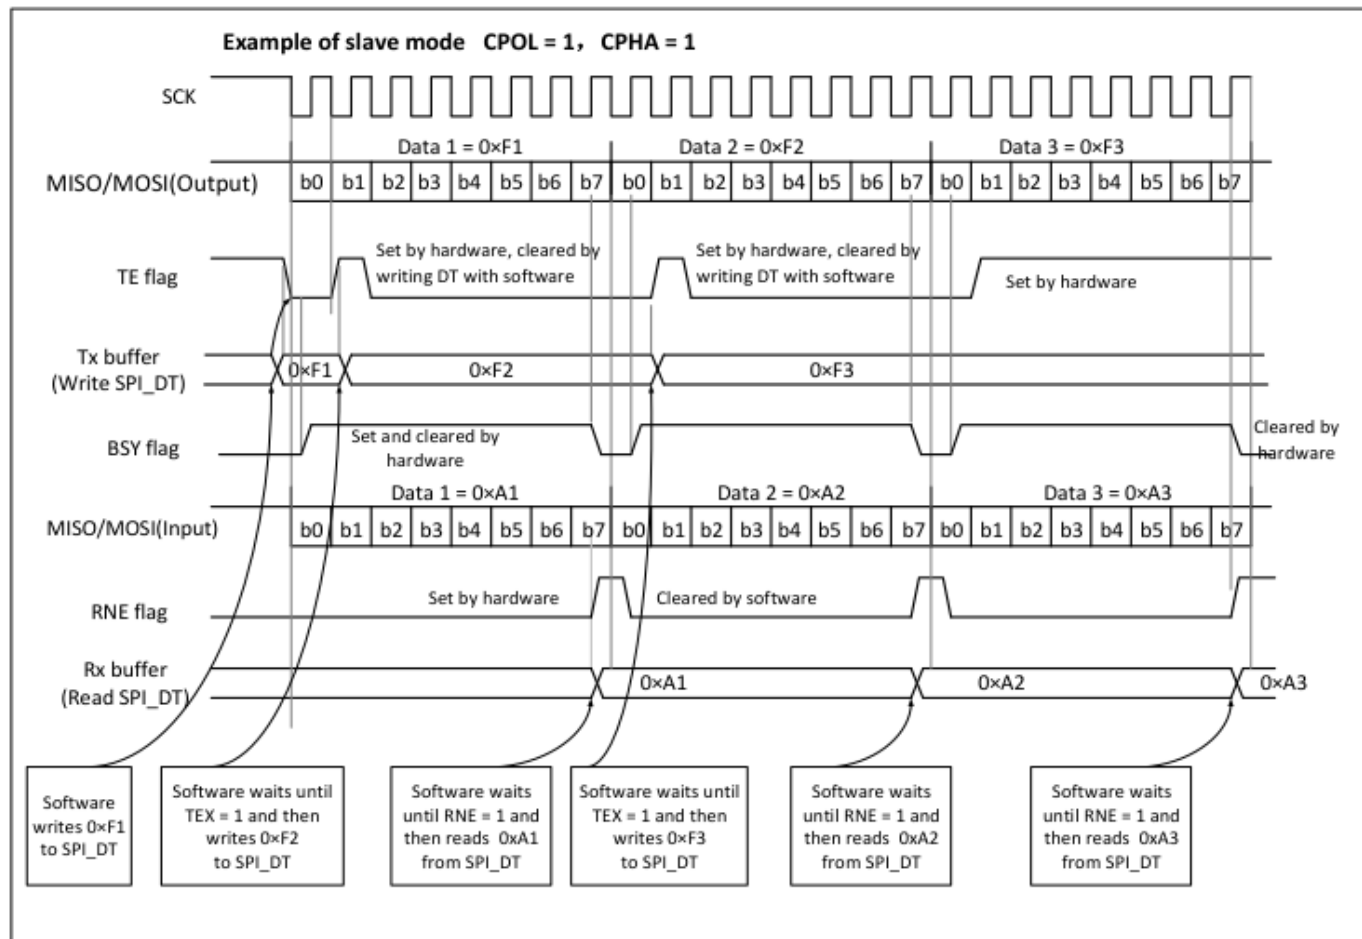 Example of slave mode CPOL = 1, CPHA = 1
SCK
Data 1 = 0×F1 Data 2 = 0×F2 Data 3 = 0×F3
MISO/MOSI(Output) b0 b1 b2 b3 b4 b5 b6 b7 b0 b1 b2 b3 b4 b5 b6 b7 b0 b1 b2 b3 b4 b5 b6 b7
Set by hardware, cleared by
writing DT with software
Set by hardware, cleared by
writing DT with software
TE flag
Set by hardware
Tx buffer
(Write SPI_DT)
0×F1 0×F2 0×F3
BSY flag
Set and cleared by
hardware
Cleared by
hardware
Data 1 = 0×A1 Data 2 = 0×A2 Data 3 = 0×A3
MISO/MOSI(Input) b0 b1 b2 b3 b4 b5 b6 b7 b0 b1 b2 b3 b4 b5 b6 b7 b0 b1 b2 b3 b4 b5 b6 b7
RNE flag
Set by hardware
Cleared by software
Rx buffer
(Read SPI_DT)
0×A1 0×A2 0×A3
Software
writes 0×F1
to SPI_DT
Software waits until
TEX = 1 and then
writes 0×F2
to SPI_DT
Software waits
until RNE = 1 and
then reads 0xA1
from SPI_DT
Software waits until
TEX = 1 and then
writes 0×F3
to SPI_DT
Software waits
until RNE = 1 and
then reads 0xA2
from SPI_DT
Software waits
until RNE = 1 and
then reads 0xA3
from SPI_DT